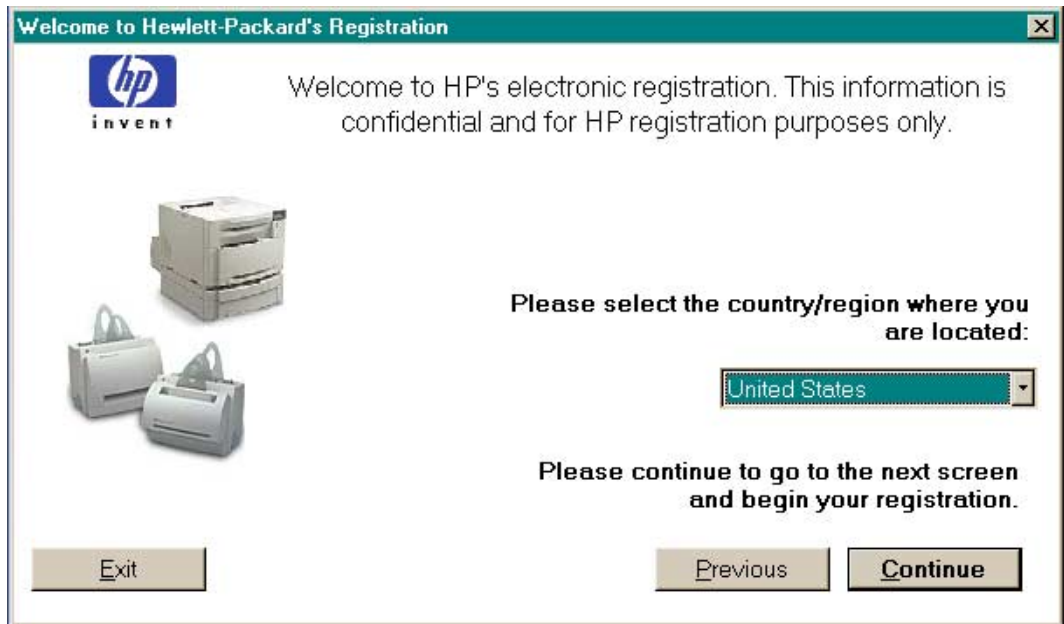 Welcome to Hewlett-Packard's Registration
hp
invent
Welcome to HP's electronic registration. This information is
confidential and for HP registration purposes only.
Please select the country/region where you
are located:
United States
Please continue to go to the next screen
and begin your registration.
Exit
Previous
Continue